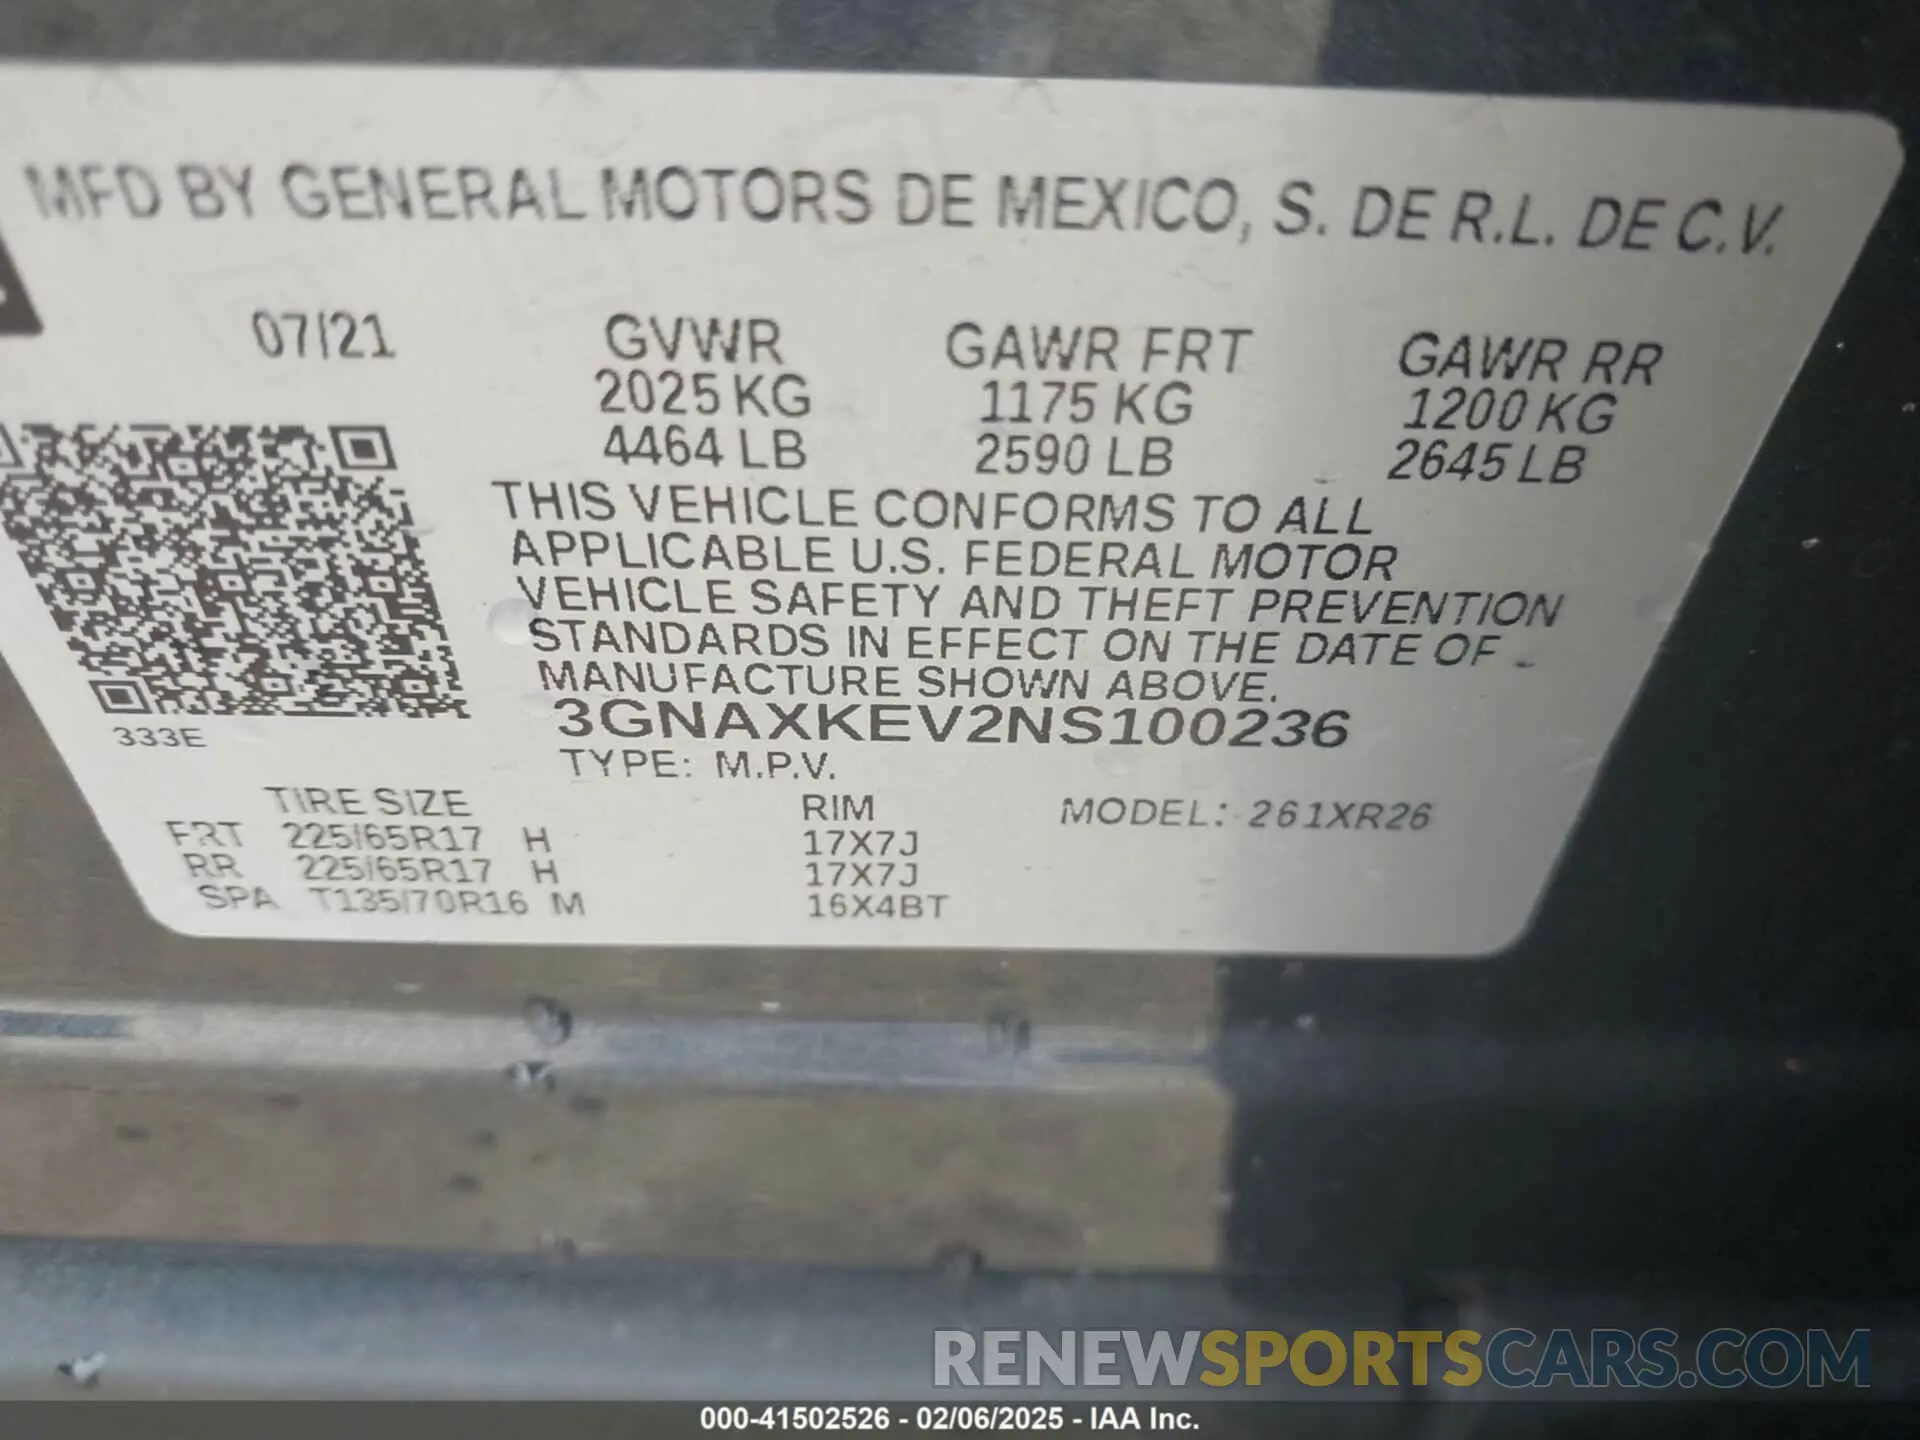 MFD BY GENERAL MOTORS DE MEXICO, S. DE R.L. DE C.V.
07/21 GVWR GAWR FRT GAWR RR
2025 KG 1175 KG 1200 KG
4464 LB 2590 LB 2645 LB
THIS VEHICLE CONFORMS TO ALL
APPLICABLE U.S. FEDERAL MOTOR
VEHICLE SAFETY AND THEFT PREVENTION
STANDARDS IN EFFECT ON THE DATE OF
MANUFACTURE SHOWN ABOVE.
3GNAXKEV2NS100236
333E
TYPE: M.P.V.
TIRE SIZE RIM MODEL: 261XR26
FRT 225/65R17 H 17X7J
RR 225/65R17 H 17X7J
SPA T135/70R16 M 16X4BT
RENEWSPORTSCARS.COM
000-41502526 - 02/06/2025 - IAA Inc.